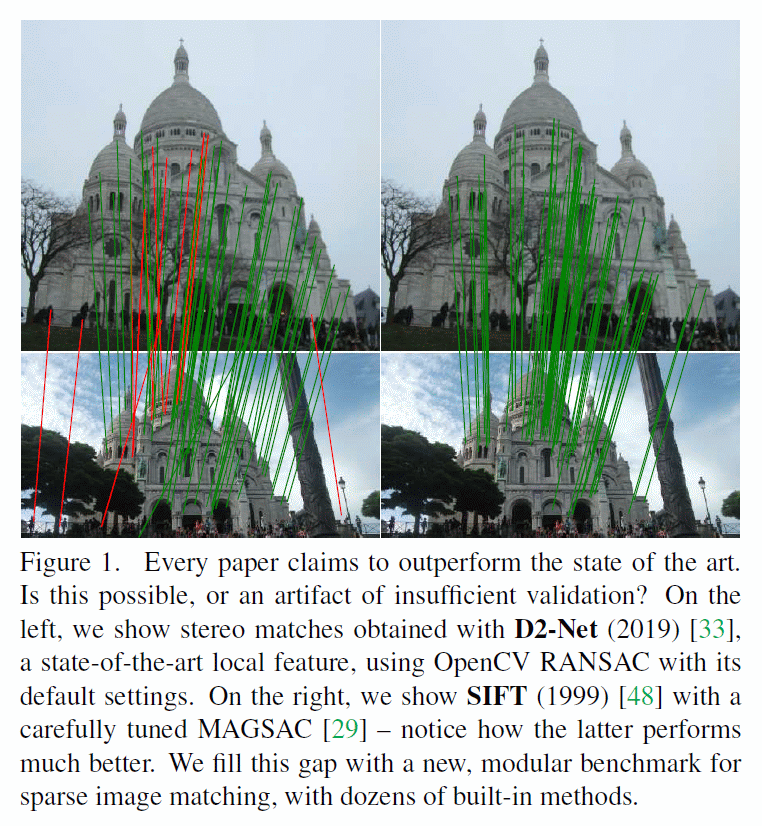 Figure 1. Every paper claims to outperform the state of the art.
Is this possible, or an artifact of insufficient validation? On the
left, we show stereo matches obtained with D2-Net (2019) [33],
a state-of-the-art local feature, using OpenCV RANSAC with its
default settings. On the right, we show SIFT (1999) [48] with a
carefully tuned MAGSAC [29] – notice how the latter performs
much better. We fill this gap with a new, modular benchmark for
sparse image matching, with dozens of built-in methods.